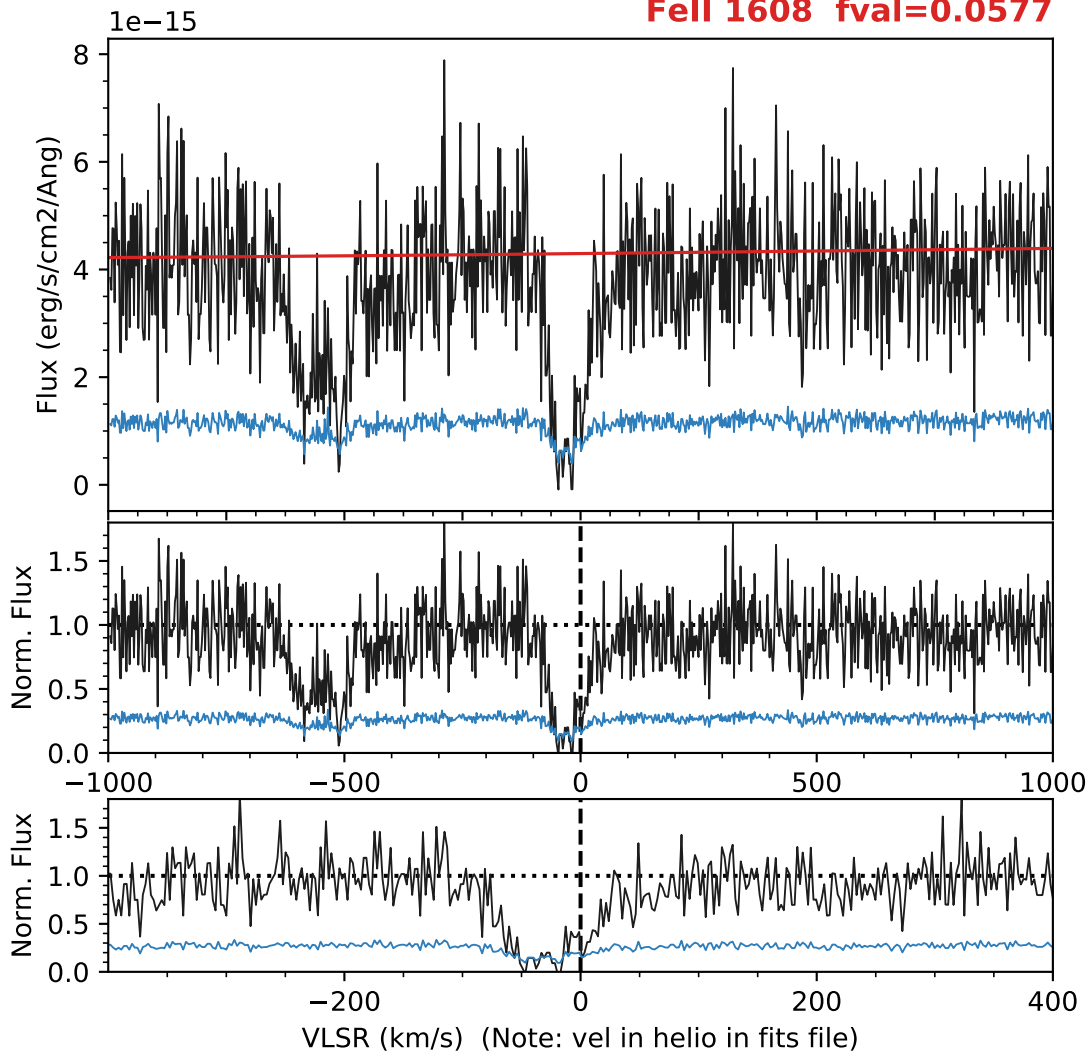 1e−15
FeII 1608 fval=0.0577
8
6
4
2
0
Flux (erg/s/cm2/Ang)
1.5
1.0
0.5
0.0
Norm. Flux
−1000 −500 0 500 1000
1.5
1.0
0.5
0.0
Norm. Flux
−200 0 200 400
VLSR (km/s) (Note: vel in helio in fits file)